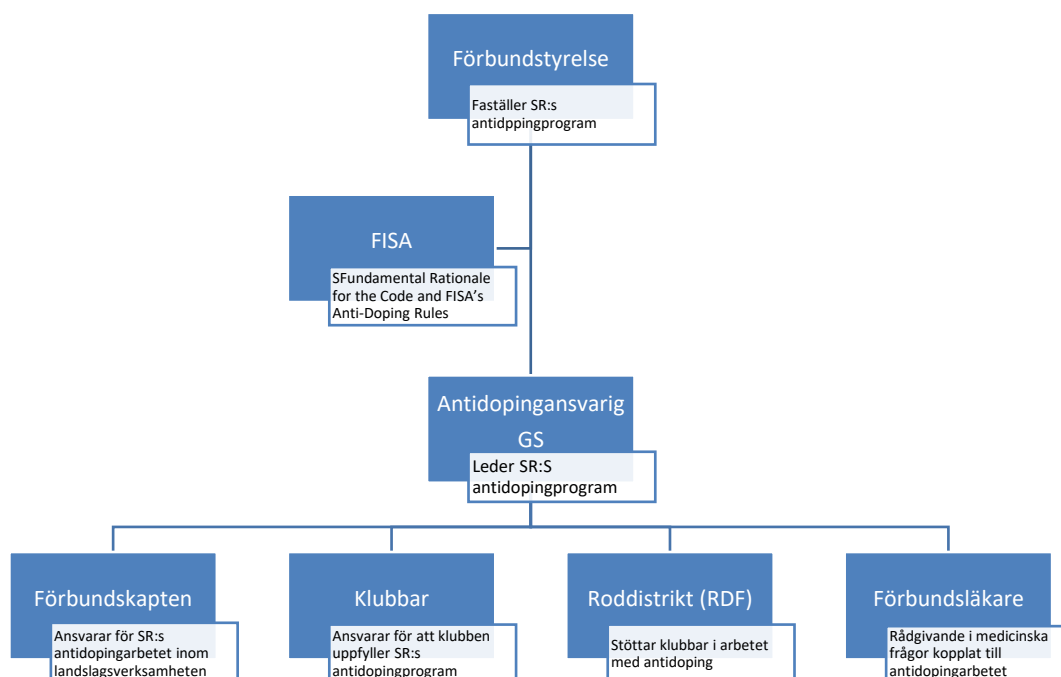 Förbundstyrelse
Faställer SR:s
antidppingprogram
FISA
SFundamental Rationale
for the Code and FISA's
Anti-Doping Rules
Antidopingansvarig
GS
Leder SR:S
antidopingprogram
Förbundskapten
Ansvarar för SR:s
antidopingarbetet inom
landslagsverksamheten
Klubbar
Ansvarar för att klubben
uppfyller SR:s
antidopingprogram
Roddistrikt (RDF)
Stöttar klubbar i arbetet
med antidoping
Förbundsläkare
Rådgivande i medicinska
frågor kopplat till
antidopingarbetet